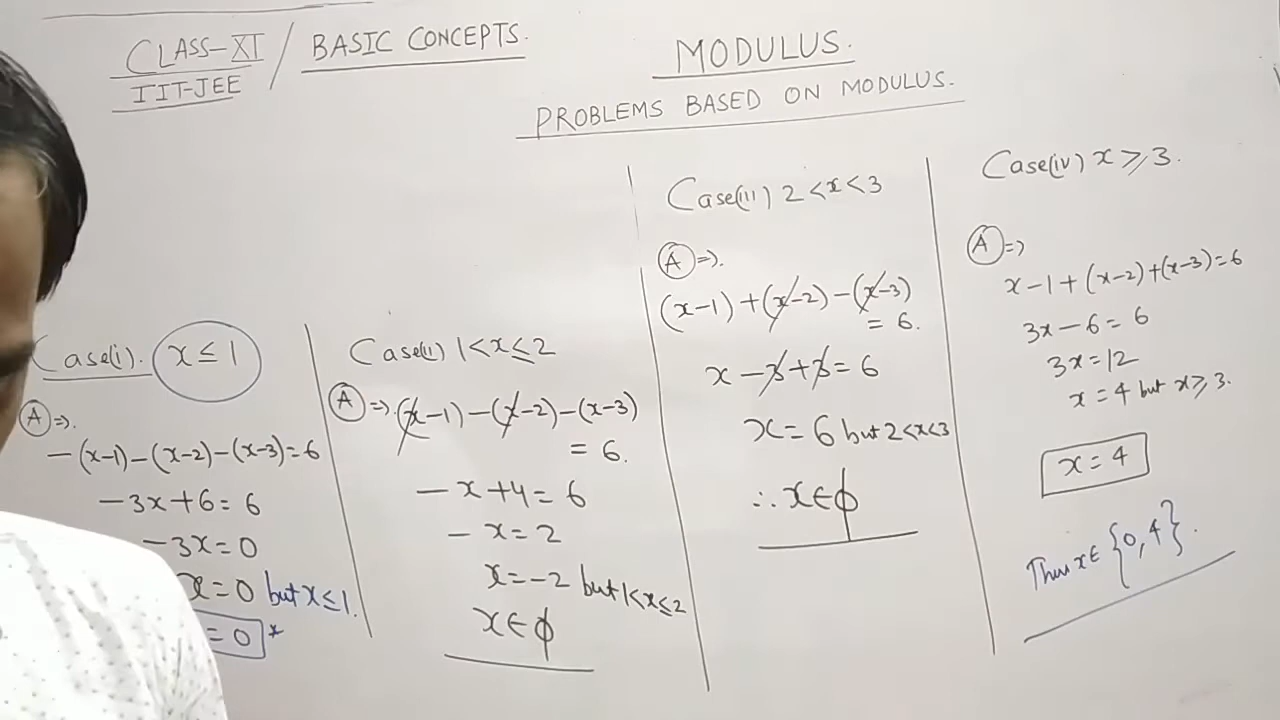 CLASS-XI / BASIC CONCEPTS.
IIT-JEE
MODULUS.
PROBLEMS BASED ON MODULUS.
Case(i). x ≤ 1
A ⇒.
-(x-1)-(x-2)-(x-3)=6
-3x+6=6
-3x=0
x=0 but x≤1.
=0 *
Case(ii) 1<x≤2
A ⇒. (x-1)-(x-2)-(x-3)
= 6.
-x+4=6
-x=2
x=-2 but 1<x≤2
x∈ϕ
Case(iii) 2<x<3
A ⇒.
(x-1)+(x-2)-(x-3)
= 6.
x-3+3=6
x=6 but 2<x<3
∴x∈ϕ
Case(iv) x≥3.
A ⇒
x-1+(x-2)+(x-3)=6
3x-6=6
3x=12
x=4 but x≥3.
x=4
Thus x∈ {0,4}.